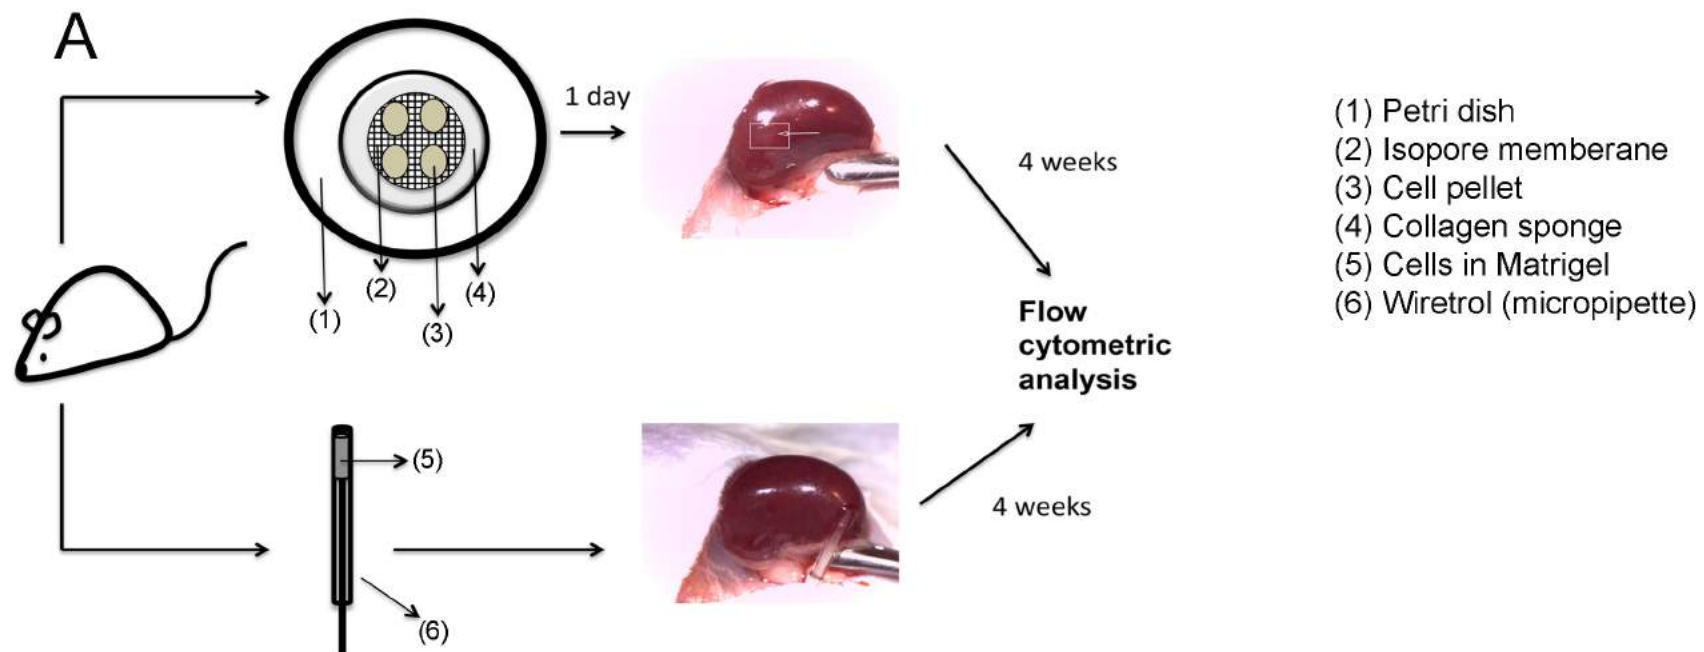 A
1 day
4 weeks
(1)
(2)
(3)
(4)
Flow
cytometric
analysis
(5)
(6)
4 weeks
(1) Petri dish
(2) Isopore memberane
(3) Cell pellet
(4) Collagen sponge
(5) Cells in Matrigel
(6) Wiretrol (micropipette)